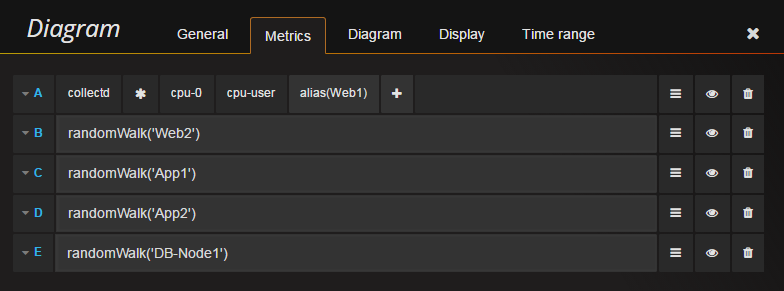 Diagram General Metrics Diagram Display Time range ✖
A collectd ✱ cpu-0 cpu-user alias(Web1) +
B randomWalk('Web2')
C randomWalk('App1')
D randomWalk('App2')
E randomWalk('DB-Node1')